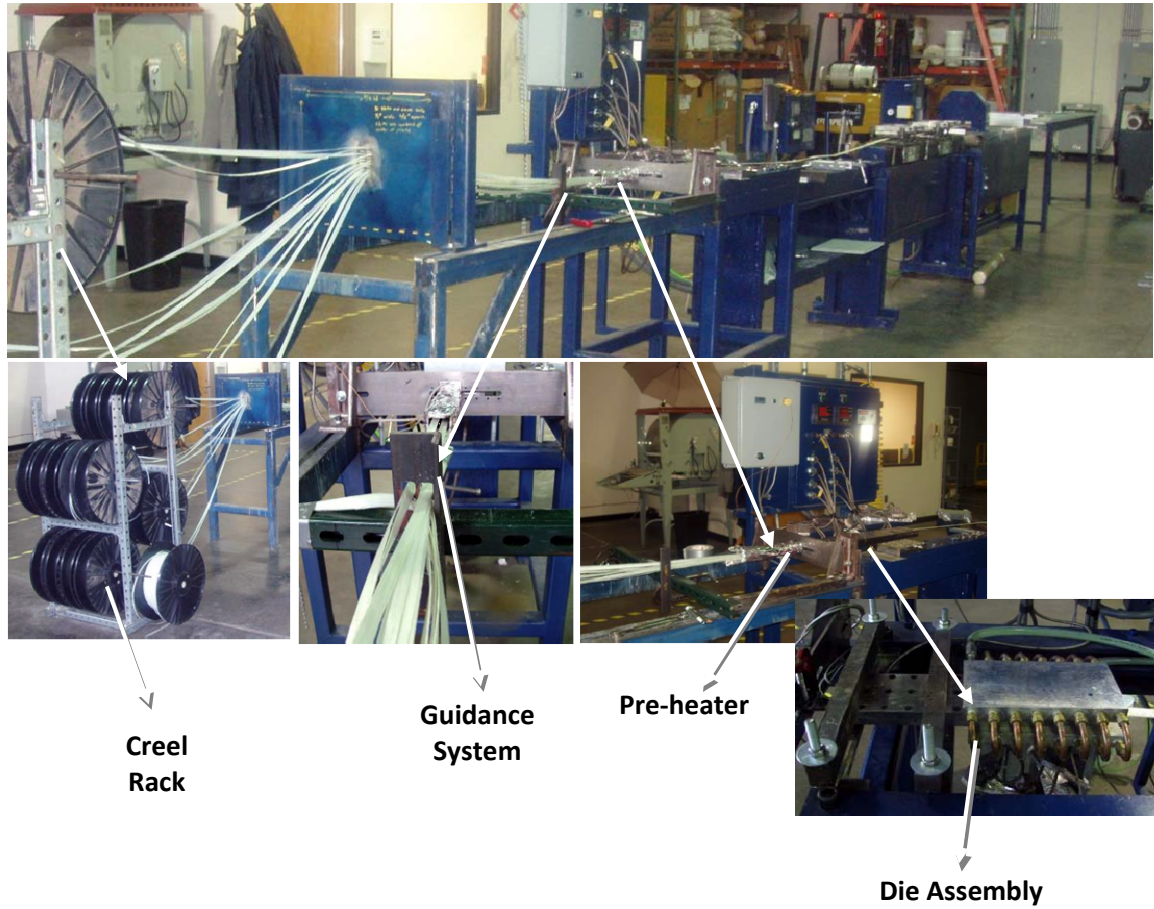 Creel
Rack
Guidance
System
Pre-heater
Die Assembly